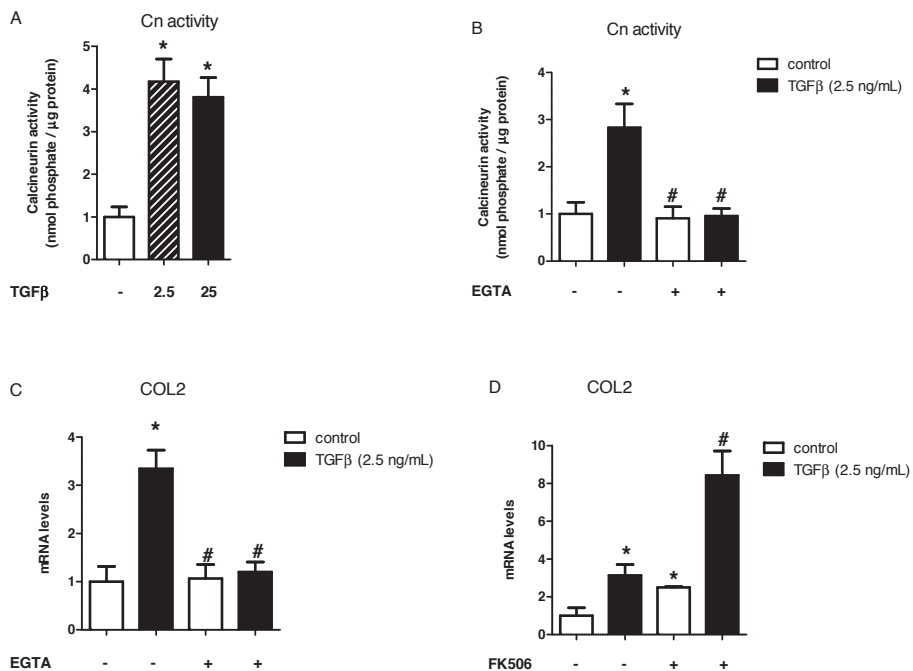 A
Cn activity
Calcineurin activity
(nmol phosphate / µg protein)
5
4
3
2
1
0
*
*
TGFβ - 2.5 25
B
Cn activity
Calcineurin activity
(nmol phosphate / µg protein)
4
3
2
1
0
*
#
#
control
TGFβ (2.5 ng/mL)
EGTA - - + +
C
COL2
mRNA levels
4
3
2
1
0
*
#
#
control
TGFβ (2.5 ng/mL)
EGTA - - + +
D
COL2
mRNA levels
10
8
6
4
2
0
*
*
#
control
TGFβ (2.5 ng/mL)
FK506 - - + +